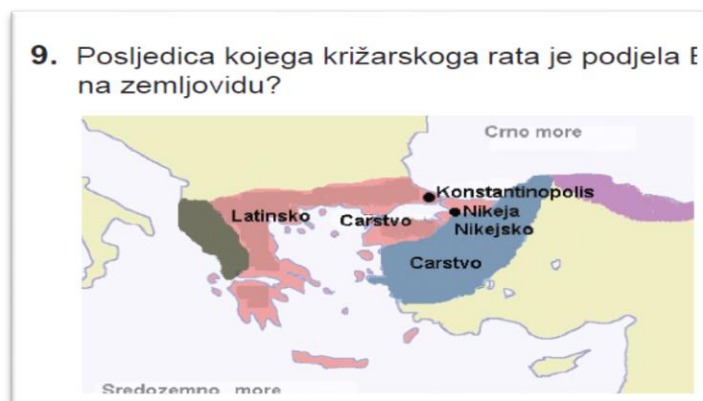 9. Posljedica kojega križarskoga rata je podjela
na zemljovidu?
Crno more
Konstantinopolis
Latinsko Carstvo
Nikeja
Nikejsko
Carstvo
Sredozemno more